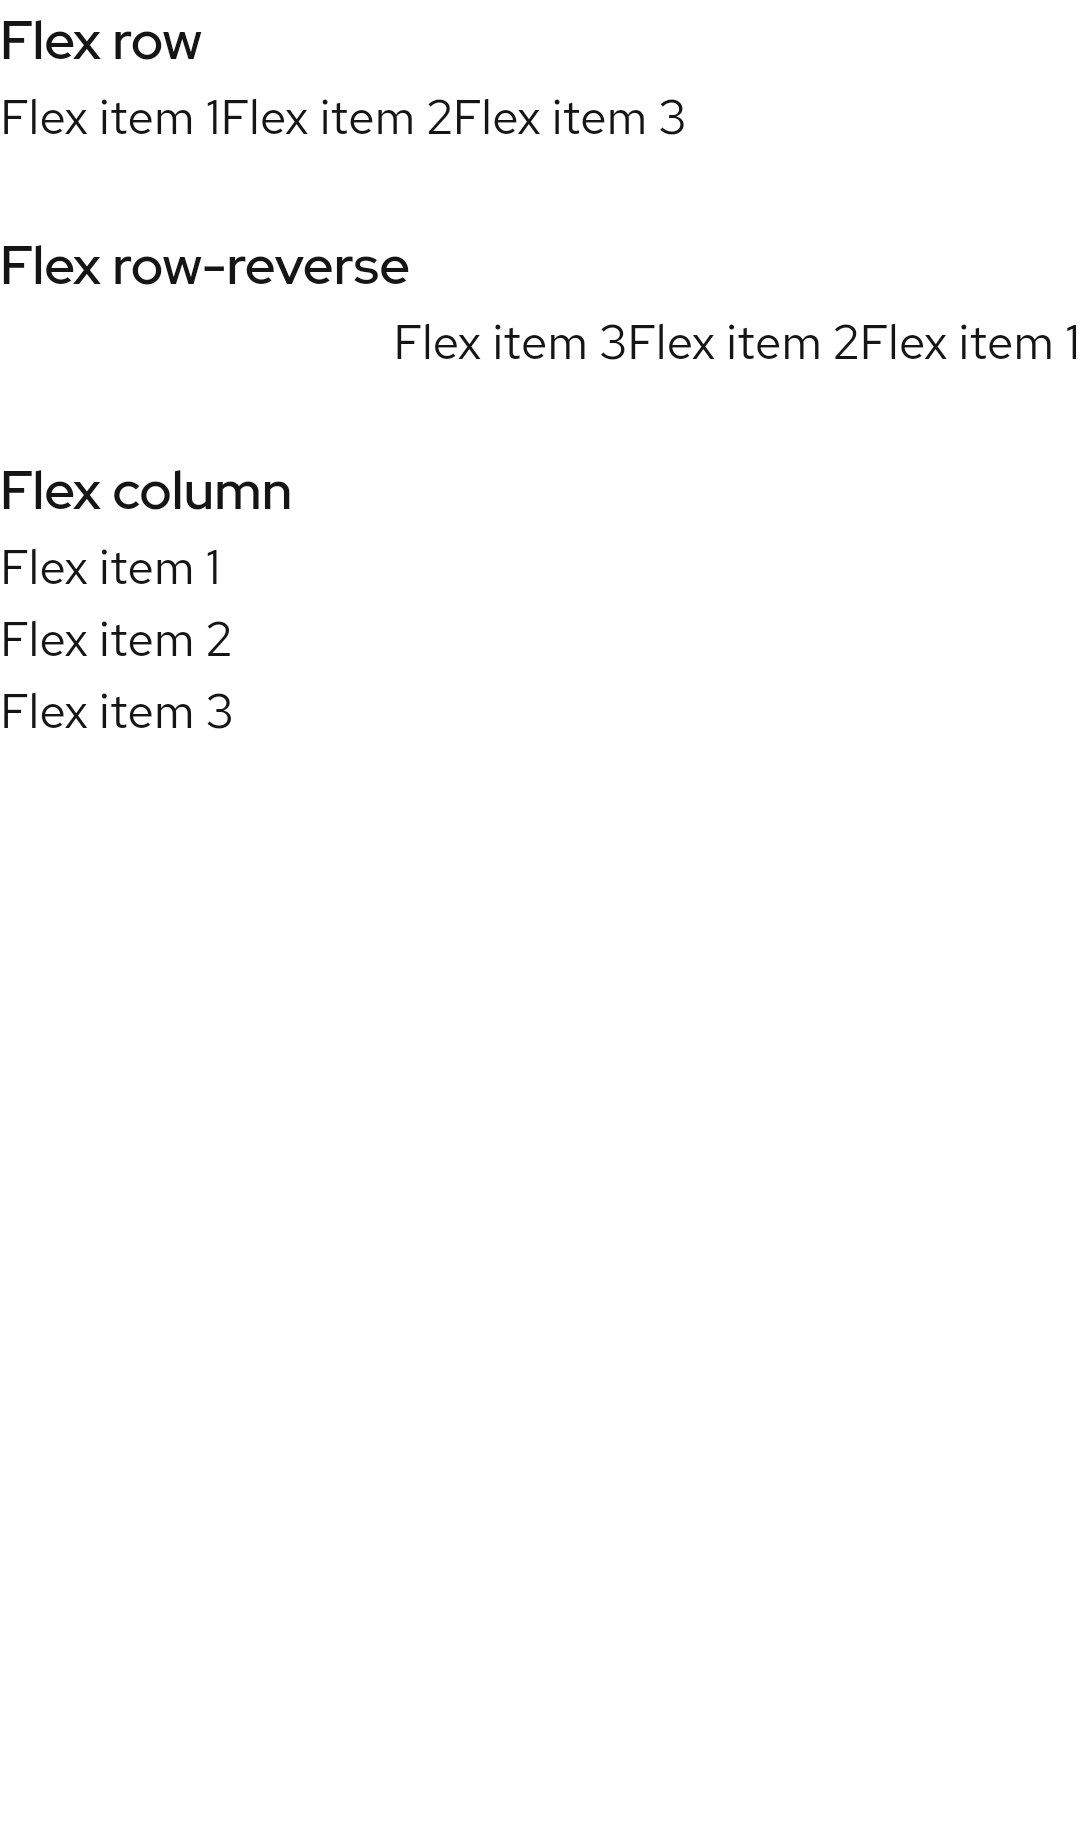 Flex row
Flex item 1Flex item 2Flex item 3
Flex row-reverse
Flex item 3Flex item 2Flex item 1
Flex column
Flex item 1
Flex item 2
Flex item 3